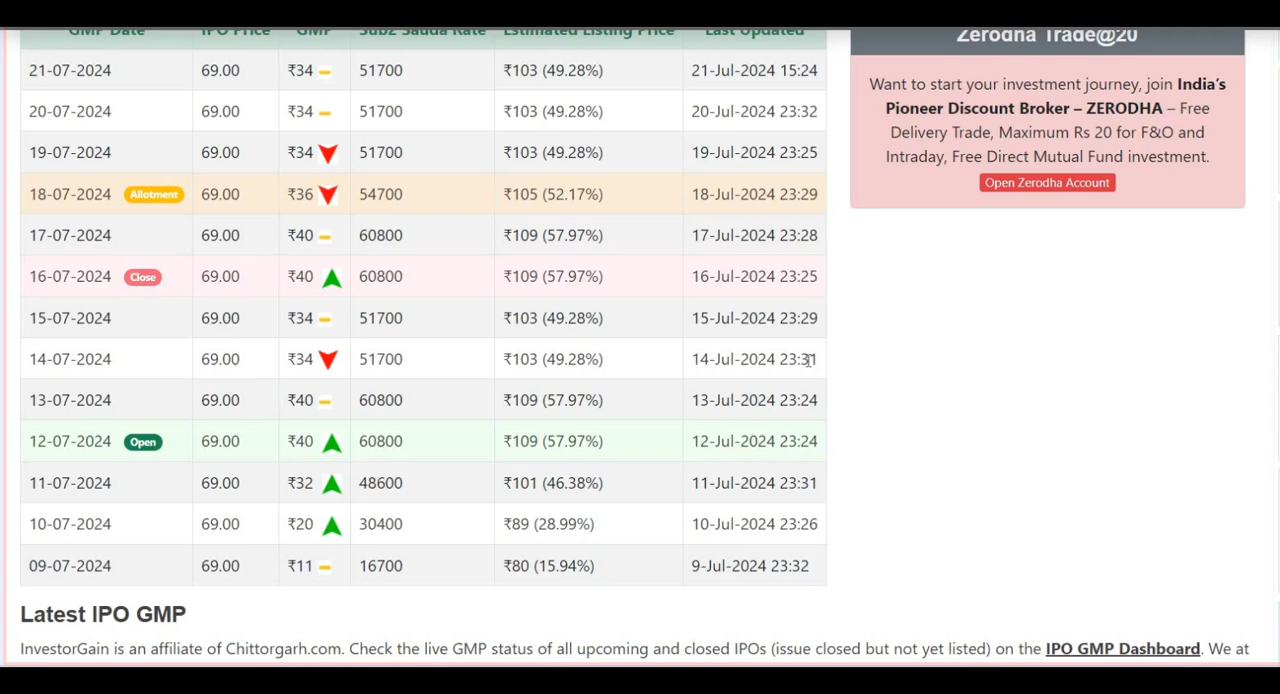 GMP Date IPO Price GMP Sub2 Sauda Rate Estimated Listing Price Last Updated
21-07-2024 69.00 ₹34 51700 ₹103 (49.28%) 21-Jul-2024 15:24
20-07-2024 69.00 ₹34 51700 ₹103 (49.28%) 20-Jul-2024 23:32
19-07-2024 69.00 ₹34 51700 ₹103 (49.28%) 19-Jul-2024 23:25
18-07-2024 Allotment 69.00 ₹36 54700 ₹105 (52.17%) 18-Jul-2024 23:29
17-07-2024 69.00 ₹40 60800 ₹109 (57.97%) 17-Jul-2024 23:28
16-07-2024 Close 69.00 ₹40 60800 ₹109 (57.97%) 16-Jul-2024 23:25
15-07-2024 69.00 ₹34 51700 ₹103 (49.28%) 15-Jul-2024 23:29
14-07-2024 69.00 ₹34 51700 ₹103 (49.28%) 14-Jul-2024 23:31
13-07-2024 69.00 ₹40 60800 ₹109 (57.97%) 13-Jul-2024 23:24
12-07-2024 Open 69.00 ₹40 60800 ₹109 (57.97%) 12-Jul-2024 23:24
11-07-2024 69.00 ₹32 48600 ₹101 (46.38%) 11-Jul-2024 23:31
10-07-2024 69.00 ₹20 30400 ₹89 (28.99%) 10-Jul-2024 23:26
09-07-2024 69.00 ₹11 16700 ₹80 (15.94%) 9-Jul-2024 23:32
Zerodha Trade@20
Want to start your investment journey, join India's
Pioneer Discount Broker – ZERODHA – Free
Delivery Trade, Maximum Rs 20 for F&O and
Intraday, Free Direct Mutual Fund investment.
Open Zerodha Account
Latest IPO GMP
InvestorGain is an affiliate of Chittorgarh.com. Check the live GMP status of all upcoming and closed IPOs (issue closed but not yet listed) on the IPO GMP Dashboard. We at